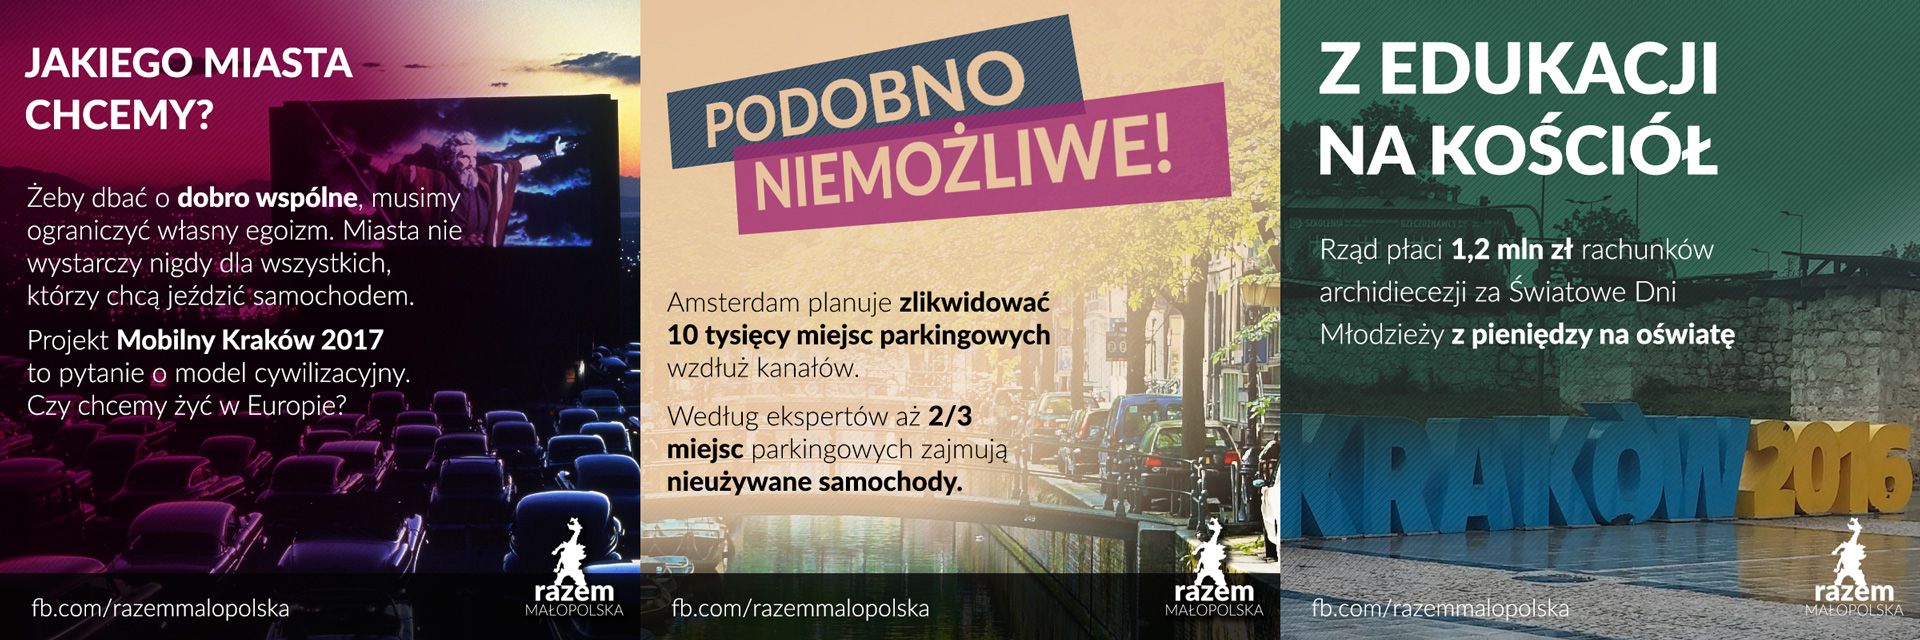 JAKIEGO MIASTA
CHCEMY?
Żeby dbać o dobro wspólne, musimy
ograniczyć własny egoizm. Miasta nie
wystarczy nigdy dla wszystkich,
którzy chcą jeździć samochodem.
Projekt Mobilny Kraków 2017
to pytanie o model cywilizacyjny.
Czy chcemy żyć w Europie?
fb.com/razemmalopolska
razem
MAŁOPOLSKA
PODOBNO
NIEMOŻLIWE!
Amsterdam planuje zlikwidować
10 tysięcy miejsc parkingowych
wzdłuż kanałów.
Według ekspertów aż 2/3
miejsc parkingowych zajmują
nieużywane samochody.
fb.com/razemmalopolska
razem
MAŁOPOLSKA
Z EDUKACJI
NA KOŚCIÓŁ
Rząd płaci 1,2 mln zł rachunków
archidiecezji za Światowe Dni
Młodzieży z pieniędzy na oświatę
KRAKÓW 2016
fb.com/razemmalopolska
razem
MAŁOPOLSKA